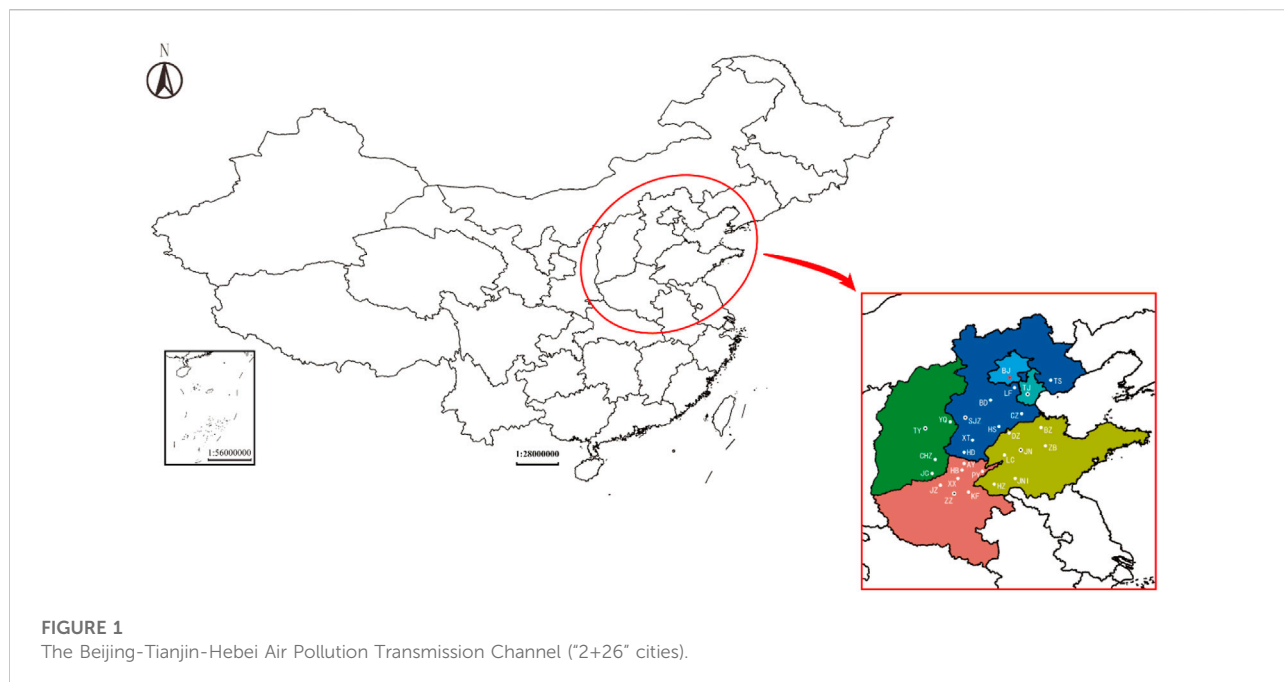 N
1:56000000
1:28000000
BJ
TS
LF
TJ
BD
CZ
YQ
SJZ
TY
HS
DZ
BZ
XT
ZB
JN
HD
LC
CHZ
AY
HB
PY
JC
XX
JNI
JZ
HZ
ZZ
KF
FIGURE 1
The Beijing-Tianjin-Hebei Air Pollution Transmission Channel (“2+26” cities).